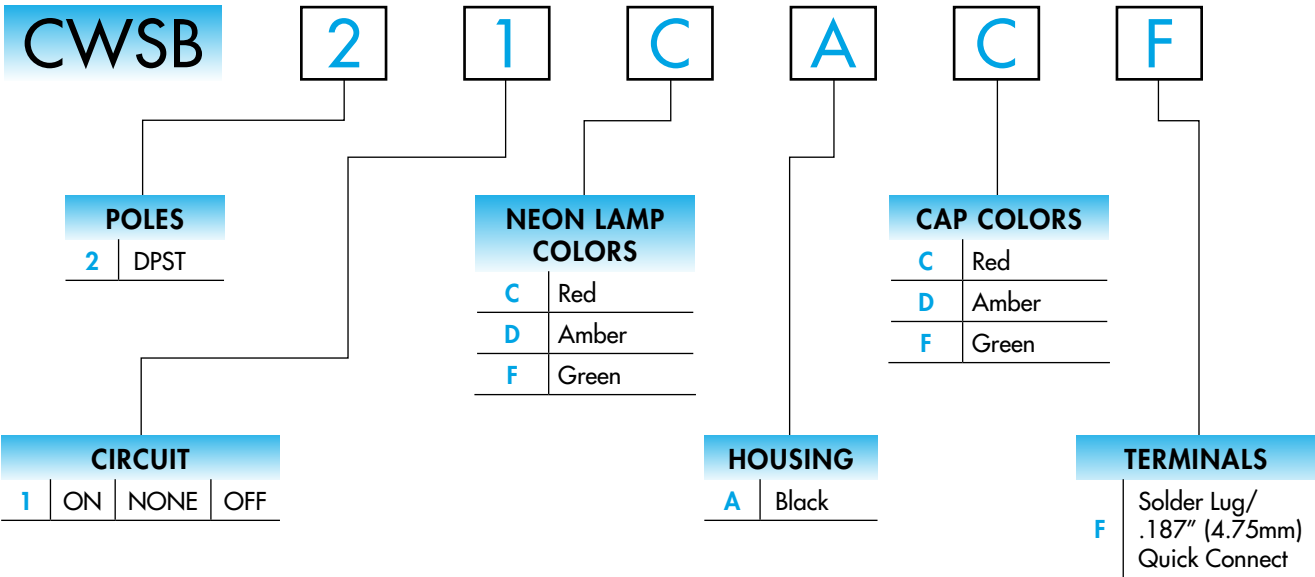 CWSB 2 1 C A C F
POLES
2 DPST
NEON LAMP
COLORS
C Red
D Amber
F Green
CAP COLORS
C Red
D Amber
F Green
CIRCUIT
1 ON NONE OFF
HOUSING
A Black
TERMINALS
Solder Lug/
F .187” (4.75mm)
Quick Connect